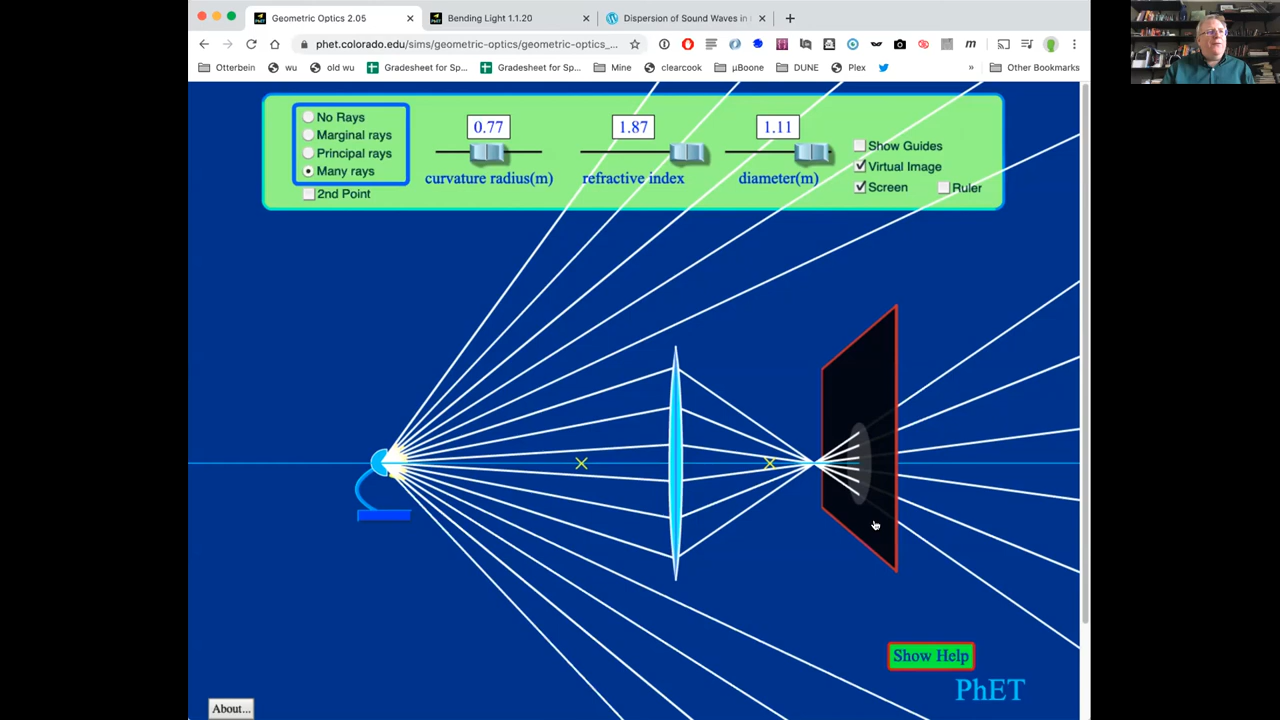 Geometric Optics 2.05
Bending Light 1.1.20
Dispersion of Sound Waves in
phet.colorado.edu/sims/geometric-optics/geometric-optics_...
Otterbein
wu
old wu
Gradesheet for Sp...
Gradesheet for Sp...
Mine
clearcook
µBoone
DUNE
Plex
»
Other Bookmarks
No Rays
Marginal rays
Principal rays
Many rays
2nd Point
0.77
curvature radius(m)
1.87
refractive index
1.11
diameter(m)
Show Guides
Virtual Image
Screen
Ruler
Show Help
PhET
About...